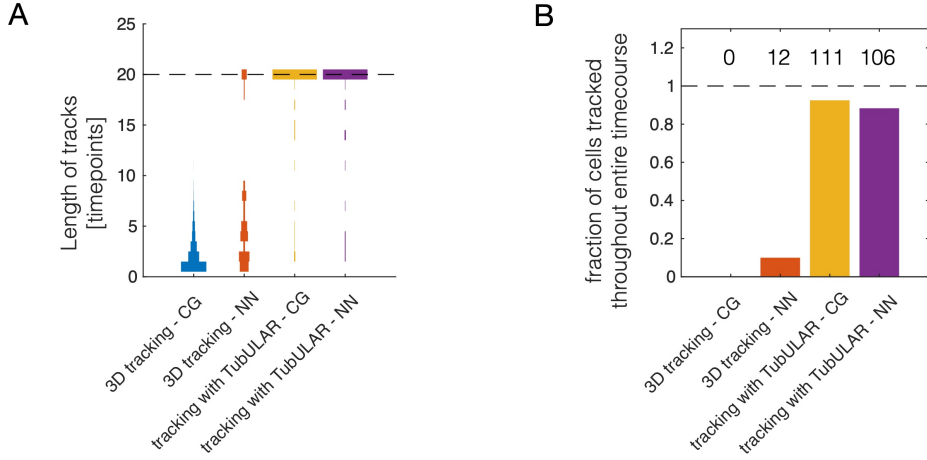 A
25
20
15
10
5
0
Length of tracks
[timepoints]
3D tracking - CG
3D tracking - NN
tracking with TubULAR - CG
tracking with TubULAR - NN
B
1.2
1
0.8
0.6
0.4
0.2
0
fraction of cells tracked
throughout entire timecourse
0 12 111 106
3D tracking - CG
3D tracking - NN
tracking with TubULAR - CG
tracking with TubULAR - NN